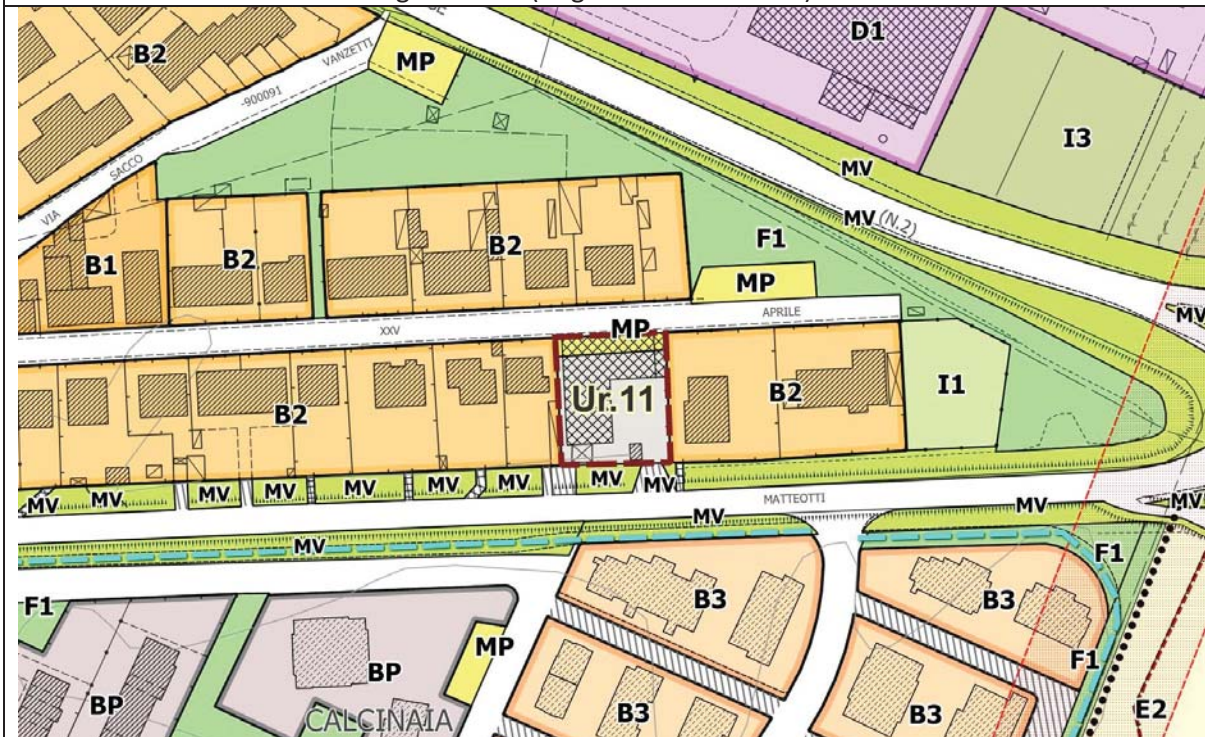 B2
VANZETTI
MP
D1
-900091
I3
SACCO
VIA
MV
MV
(N.2)
B1
B2
B2
F1
MP
MV
XXV
MP
APRILE
B2
Ur.11
B2
I1
MV
MV
MV
MV
MV
MV
MV
MV
MV
MATTEOTTI
MV
MV
MV
F1
F1
B3
B3
MP
F1
BP
BP
CALCINAIA
B3
B3
E2